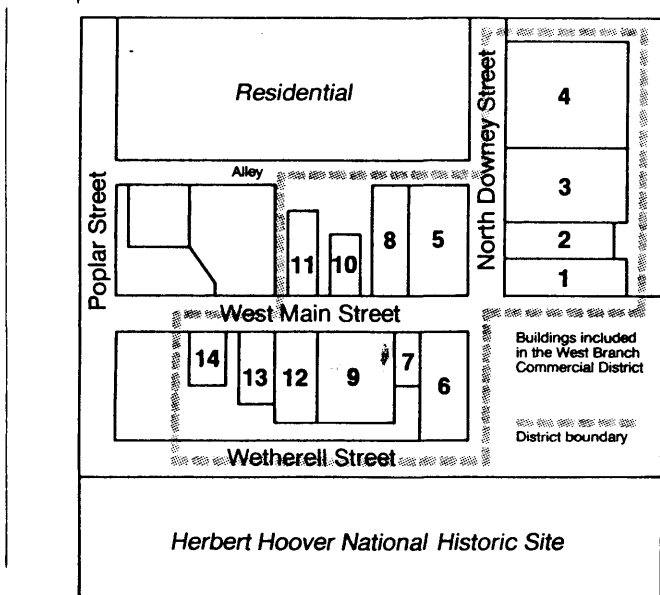 Residential
North Downey Street
4
Alley
3
Poplar Street
11
10
8
5
2
1
West Main Street
14
13
12
9
7
6
Buildings included
in the West Branch
Commercial District
District boundary
Wetherell Street
Herbert Hoover National Historic Site